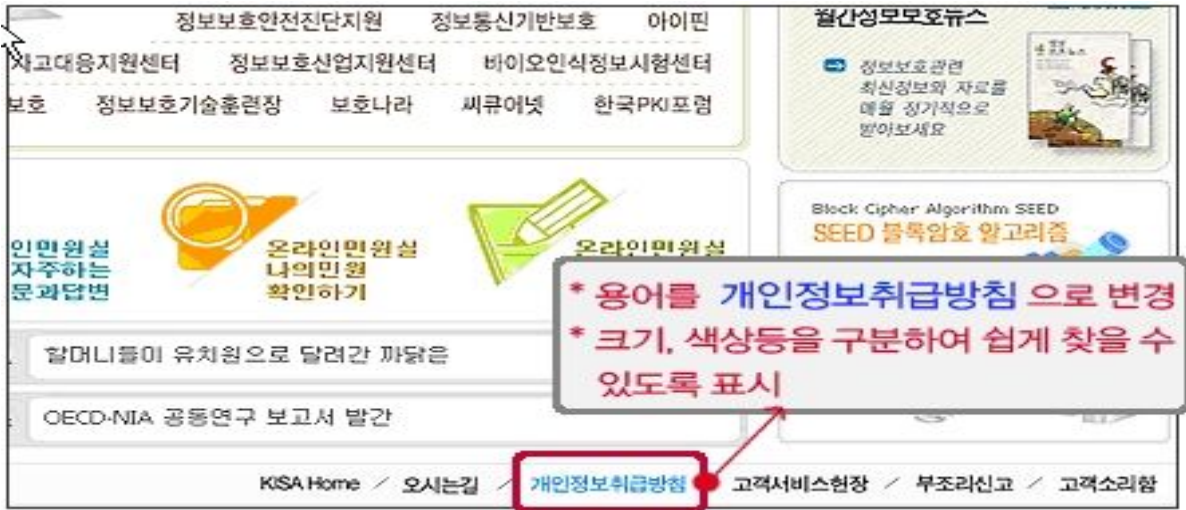 정보보호안전진단지원 정보통신기반보호 아이핀
사고대응지원센터 정보보호산업지원센터 바이오인식정보시험센터
보호 정보보호기술훈련장 보호나라 씨큐어넷 한국PKI포럼
월간정보보호뉴스
정보보호관련
최신정보와 자료를
매월 정기적으로
받아보세요
인민원실
자주하는
문과답변
온라인민원실
나의민원
확인하기
온라인민원실
Block Cipher Algorithm SEED
SEED 블록암호 알고리즘
* 용어를 개인정보취급방침 으로 변경
* 크기, 색상등을 구분하여 쉽게 찾을 수
있도록 표시
할머니들이 유치원으로 달려간 까닭은
OECD-NIA 공동연구 보고서 발간
KISA Home / 오시는길 / 개인정보취급방침 고객서비스헌장 / 부조리신고 / 고객소리함